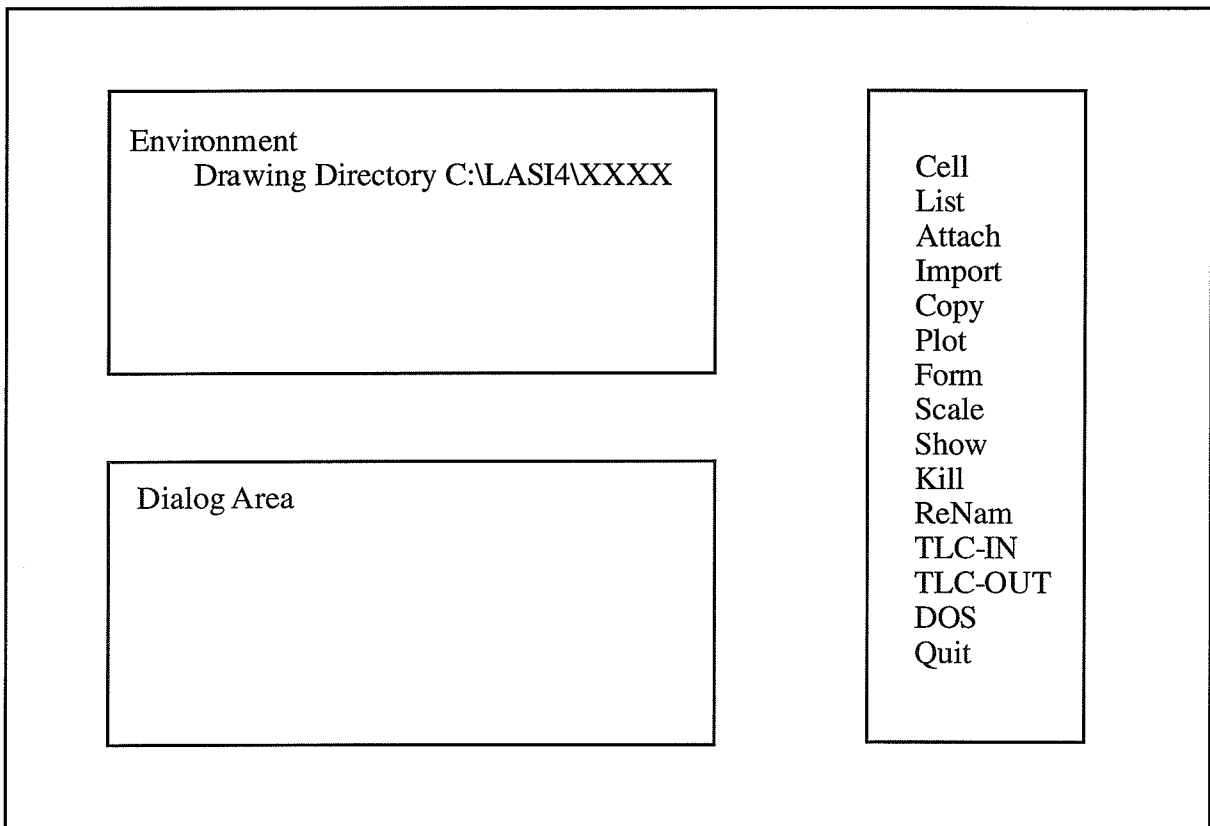 Environment
Drawing Directory C:\LASI4\XXXX
Dialog Area
Cell
List
Attach
Import
Copy
Plot
Form
Scale
Show
Kill
ReNam
TLC-IN
TLC-OUT
DOS
Quit